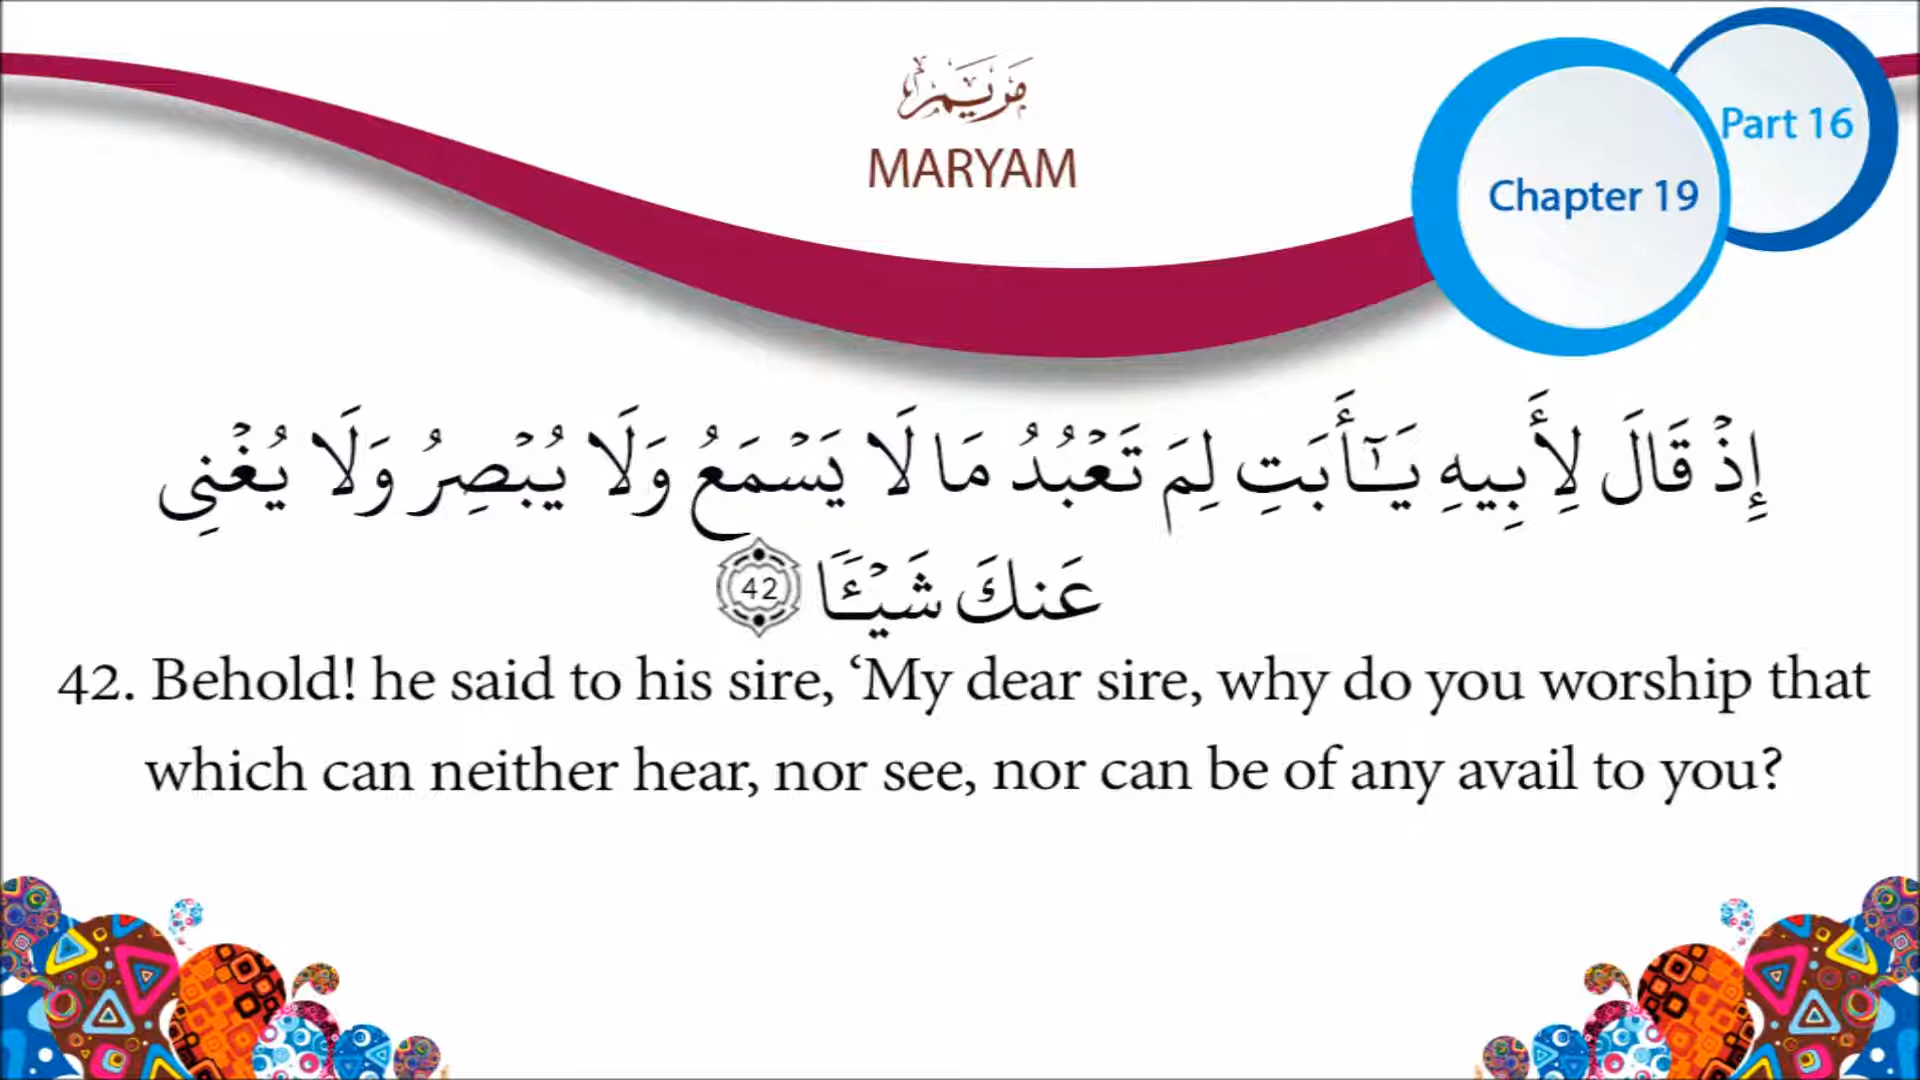 مريم
MARYAM
Part 16
Chapter 19
إِذْ قَالَ لِأَبِيهِ يَـٰٓأَبَتِ لِمَ تَعْبُدُ مَا لَا يَسْمَعُ وَلَا يُبْصِرُ وَلَا يُغْنِى
عَنكَ شَيْـًٔا 42
42. Behold! he said to his sire, ‘My dear sire, why do you worship that
which can neither hear, nor see, nor can be of any avail to you?